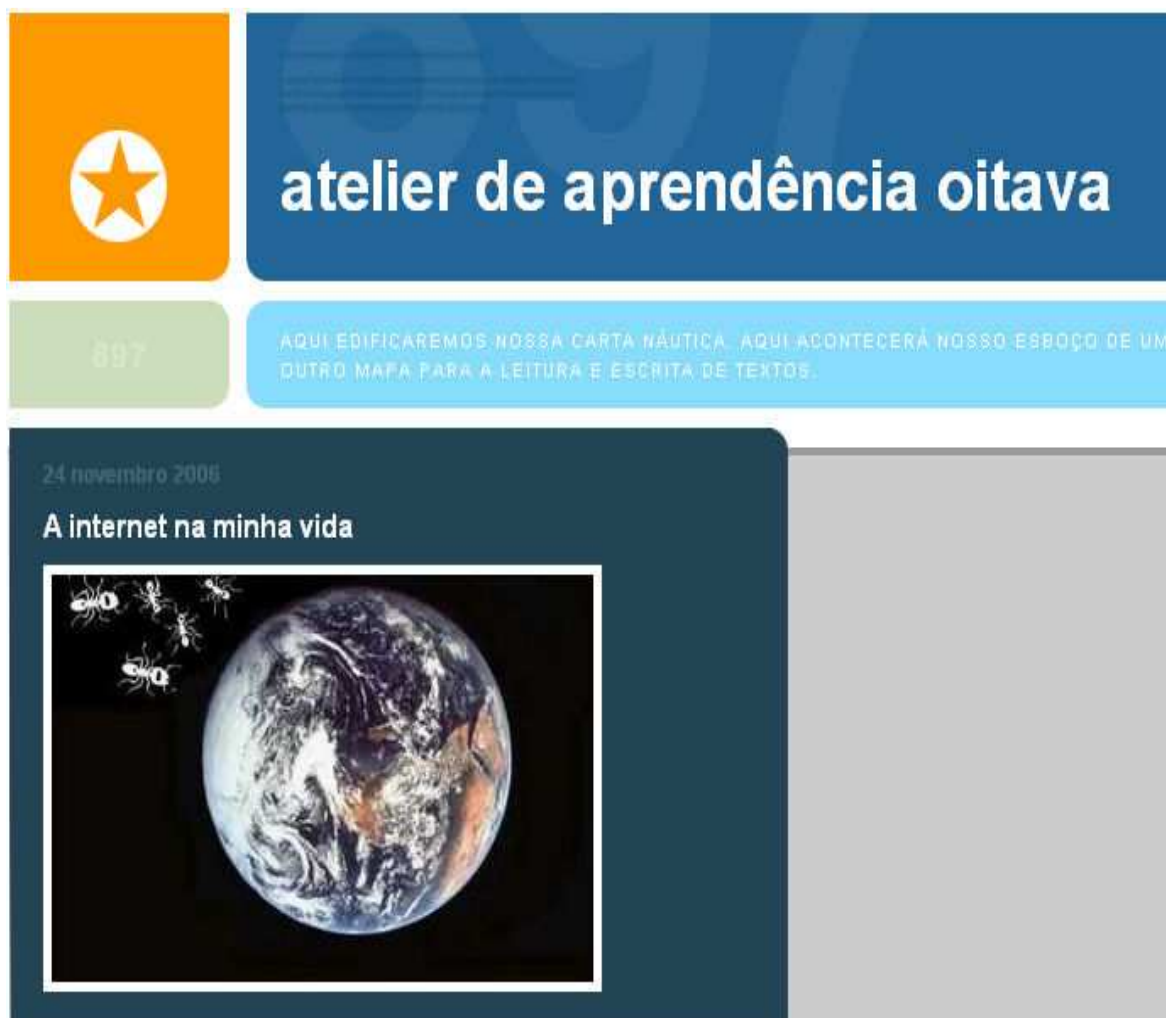 897
atelier de aprendência oitava
897
AQUI EDIFICAREMOS NOSSA CARTA NÁUTICA. AQUI ACONTECERÁ NOSSO ESBOÇO DE UM
OUTRO MAPA PARA A LEITURA E ESCRITA DE TEXTOS.
24 novembro 2006
A internet na minha vida